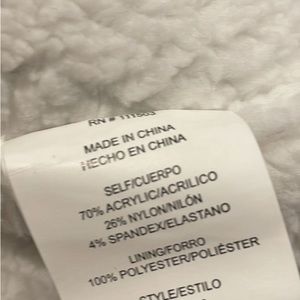 RN #
MADE IN CHINA
HECHO EN CHINA
SELF/CUERPO
70% ACRYLIC/ACRILICO
26% NYLON/NILÓN
4% SPANDEX/ELASTANO
LINING/FORRO
100% POLYESTER/POLIÉSTER
STYLE/ESTILO